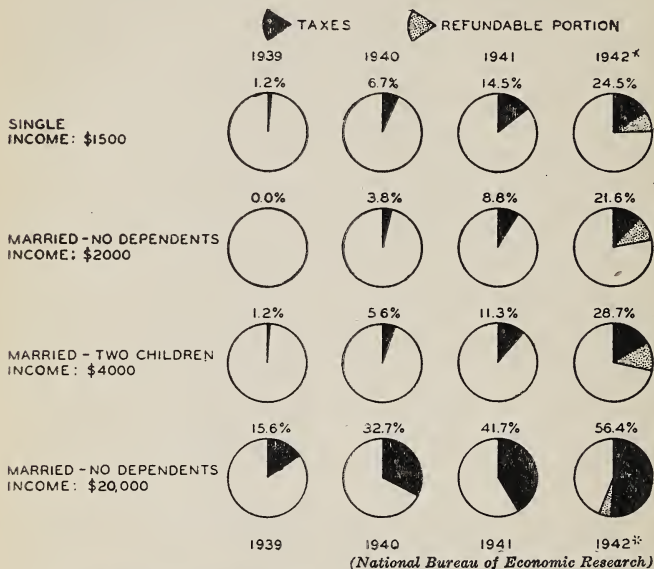 TAXES REFUNDABLE PORTION
1939 1940 1941 1942*
1.2% 6.7% 14.5% 24.5%
SINGLE
INCOME: $1500
0.0% 3.8% 8.8% 21.6%
MARRIED-NO DEPENDENTS
INCOME; $2000
1.2% 5 6% 11.3% 28.7%
MARRIED - TWO CHILDREN
INCOME: $4000
15.6% 32.7% 41.7% 56.4%
MARRIED-NO DEPENDENTS
INCOME: $20,000
1939 1940 1941 1942*
(National Bureau of Economic Research)